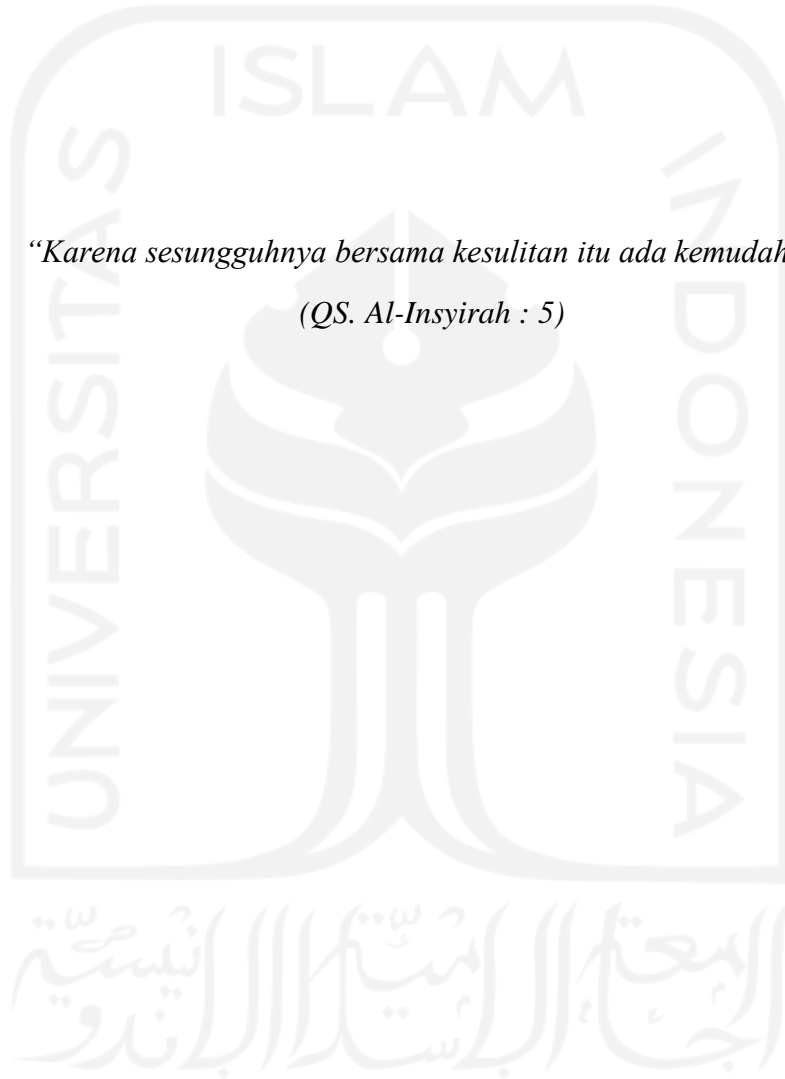 ISLAM
UNIVERSITAS
INDONESIA
“Karena sesungguhnya bersama kesulitan itu ada kemudah
(QS. Al-Insyirah : 5)